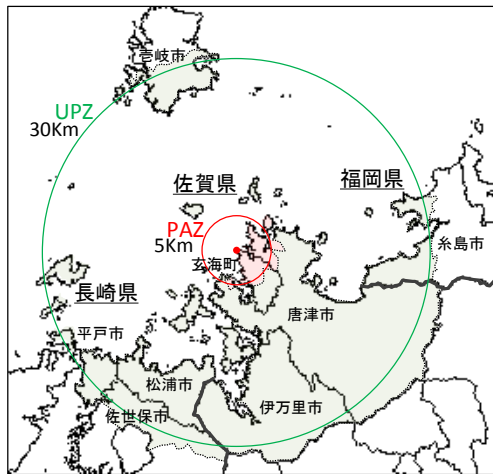 壱岐市
UPZ
30Km
佐賀県
福岡県
PAZ
5Km
糸島市
玄海町
長崎県
唐津市
平戸市
松浦市
佐世保市
伊万里市